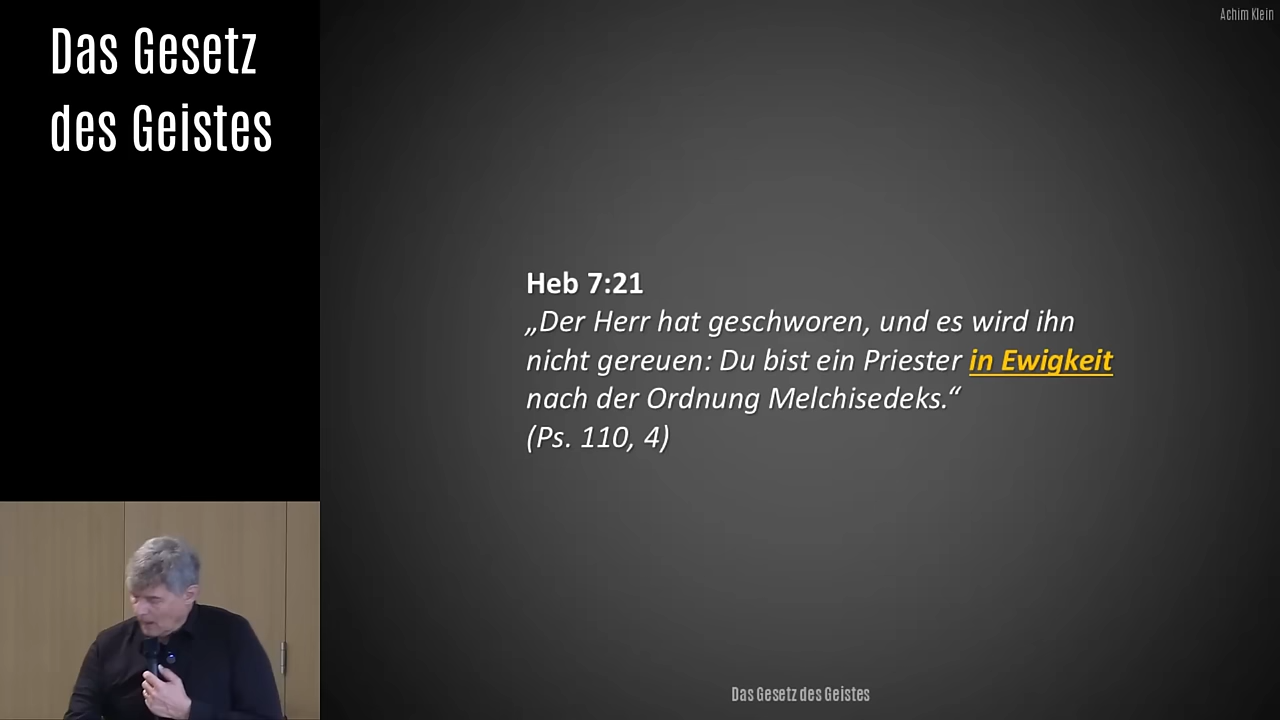 Das Gesetz
des Geistes
Achim Klein
Heb 7:21
„Der Herr hat geschworen, und es wird ihn
nicht gereuen: Du bist ein Priester in Ewigkeit
nach der Ordnung Melchisedeks.“
(Ps. 110, 4)
Das Gesetz des Geistes